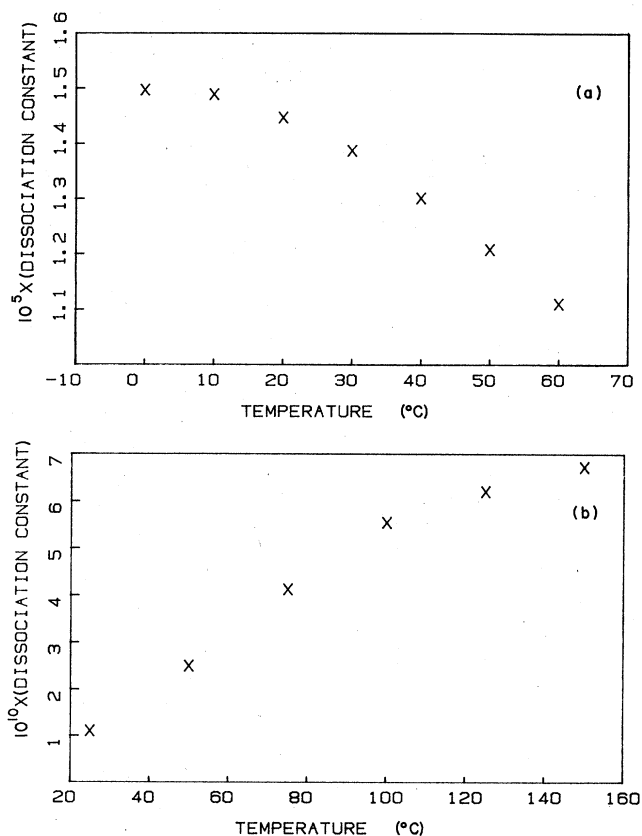 1.6
1.5
1.4
1.3
1.2
1.1
10⁵X(DISSOCIATION CONSTANT)
(a)
-10 0 10 20 30 40 50 60 70
TEMPERATURE (°C)
7
6
5
4
3
2
1
10¹⁰X(DISSOCIATION CONSTANT)
(b)
20 40 60 80 100 120 140 160
TEMPERATURE (°C)